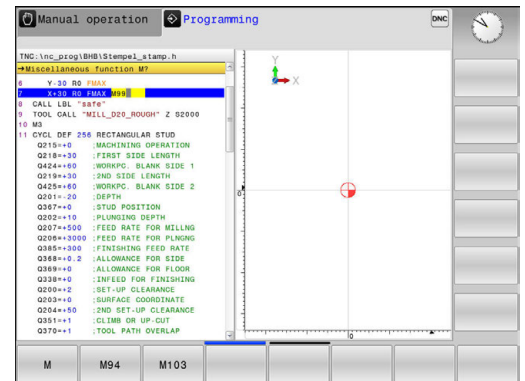 Manual operation
Programming
DNC
TNC:\nc_prog\BHB\Stempel_stamp.h
→Miscellaneous function M?
6 Y-30 R0 FMAX
7 X+30 R0 FMAX M99
8 CALL LBL "safe"
9 TOOL CALL "MILL_D20_ROUGH" Z S2000
10 M3
11 CYCL DEF 256 RECTANGULAR STUD
Q215=+0 ;MACHINING OPERATION
Q218=+30 ;FIRST SIDE LENGTH
Q424=+60 ;WORKPC. BLANK SIDE 1
Q219=+30 ;2ND SIDE LENGTH
Q425=+60 ;WORKPC. BLANK SIDE 2
Q201=-20 ;DEPTH
Q367=+0 ;STUD POSITION
Q202=+10 ;PLUNGING DEPTH
Q207=+500 ;FEED RATE FOR MILLNG
Q206=+3000 ;FEED RATE FOR PLNGNG
Q385=+300 ;FINISHING FEED RATE
Q368=+0.2 ;ALLOWANCE FOR SIDE
Q369=+0 ;ALLOWANCE FOR FLOOR
Q338=+0 ;INFEED FOR FINISHING
Q200=+2 ;SET-UP CLEARANCE
Q203=+0 ;SURFACE COORDINATE
Q204=+50 ;2ND SET-UP CLEARANCE
Q351=+1 ;CLIMB OR UP-CUT
Q370=+1 ;TOOL PATH OVERLAP
Y
X
0
0
M
M94
M103